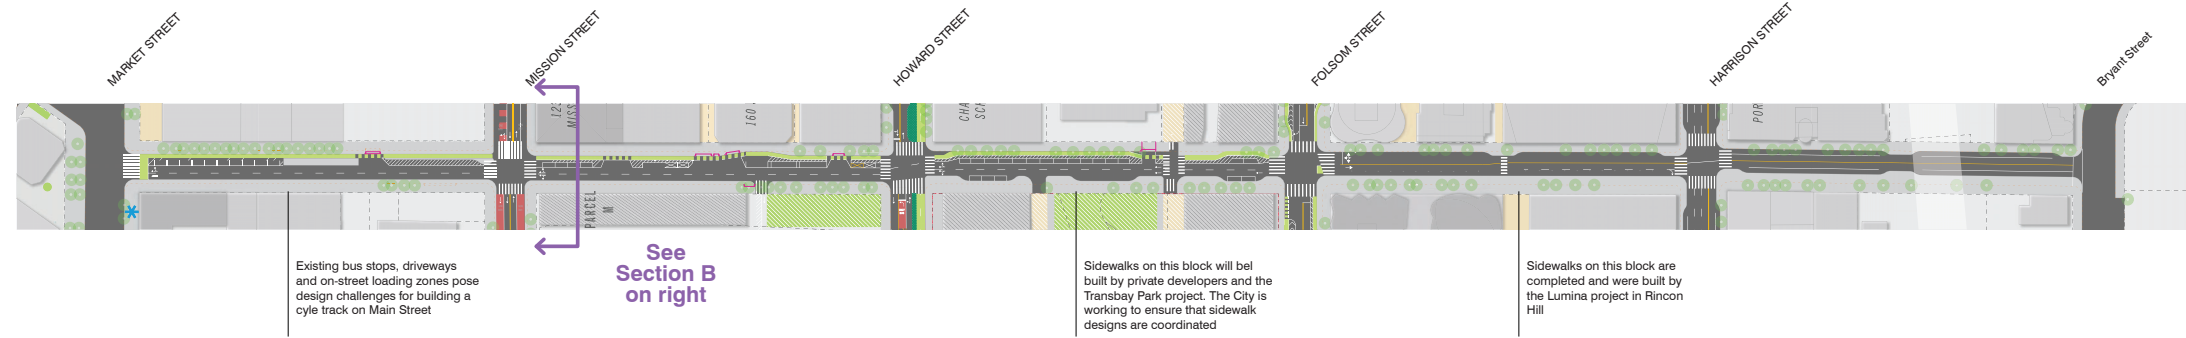 MARKET STREET
MISSION STREET
HOWARD STREET
FOLSOM STREET
HARRISON STREET
Bryant Street
160
PARCEL
M
See
Section B
on right
Existing bus stops, driveways
and on-street loading zones pose
design challenges for building a
cyle track on Main Street
Sidewalks on this block will bel
built by private developers and the
Transbay Park project. The City is
working to ensure that sidewalk
designs are coordinated
Sidewalks on this block are
completed and were built by
the Lumina project in Rincon
Hill